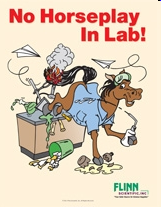 No Horseplay
In Lab!
FLINN
SCIENTIFIC, INC.